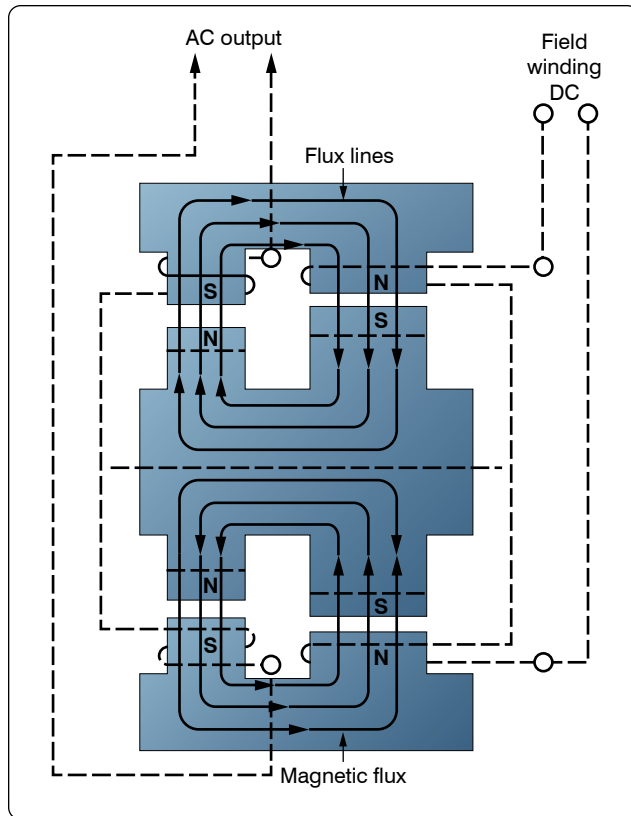 AC output
Field
winding
DC
Flux lines
S
N
N
S
N
S
S
N
Magnetic flux